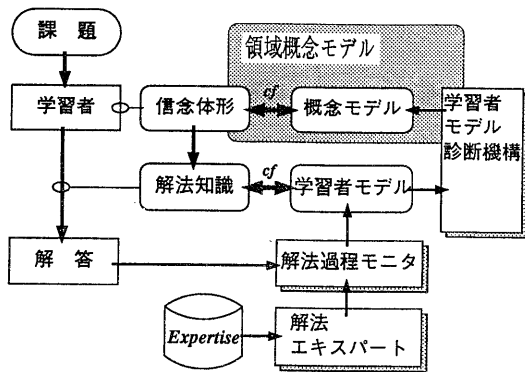 課題
領域概念モデル
学習者
信念体形
cf
概念モデル
学習者
モデル
診断機構
解法知識
cf
学習者モデル
解答
解法過程モニタ
Expertise
解法
エキスパート